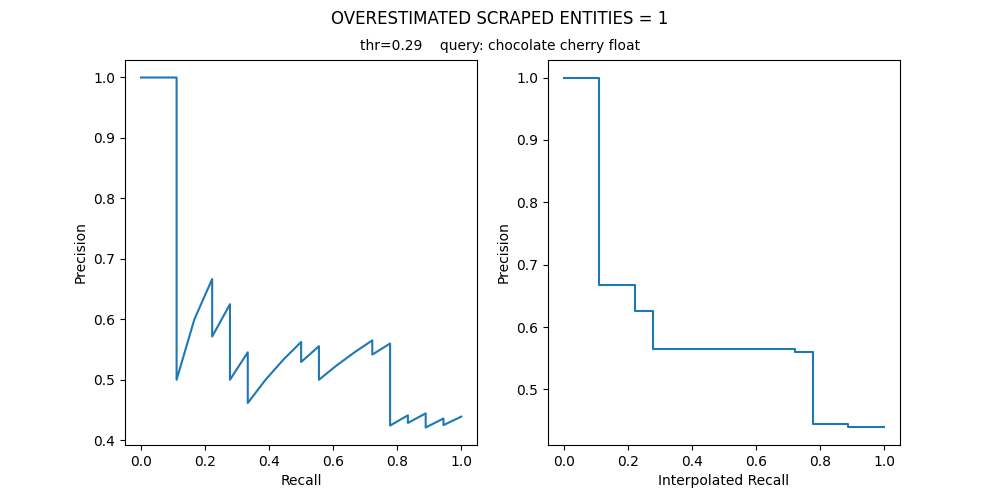 OVERESTIMATED SCRAPED ENTITIES = 1
thr=0.29    query: chocolate cherry float
1.0
0.9
0.8
0.7
0.6
0.5
0.4
Precision
0.0 0.2 0.4 0.6 0.8 1.0
Recall
1.0
0.9
0.8
0.7
0.6
0.5
Precision
0.0 0.2 0.4 0.6 0.8 1.0
Interpolated Recall